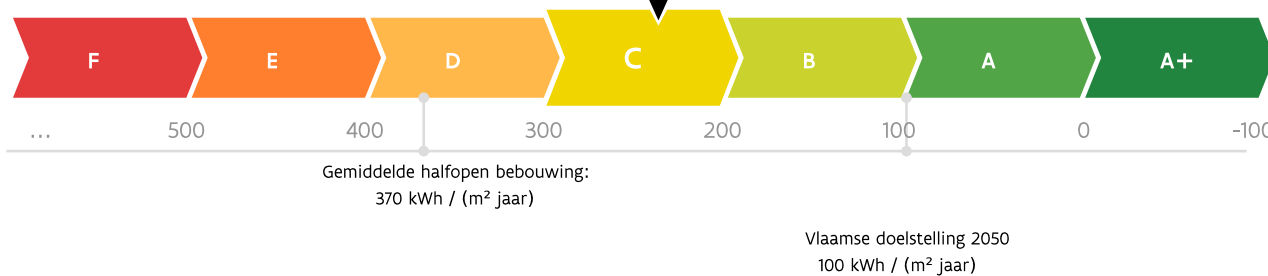 F E D C B A A+
... 500 400 300 200 100 0 -100
Gemiddelde halfopen bebouwing:
370 kWh / (m² jaar)
Vlaamse doelstelling 2050
100 kWh / (m² jaar)